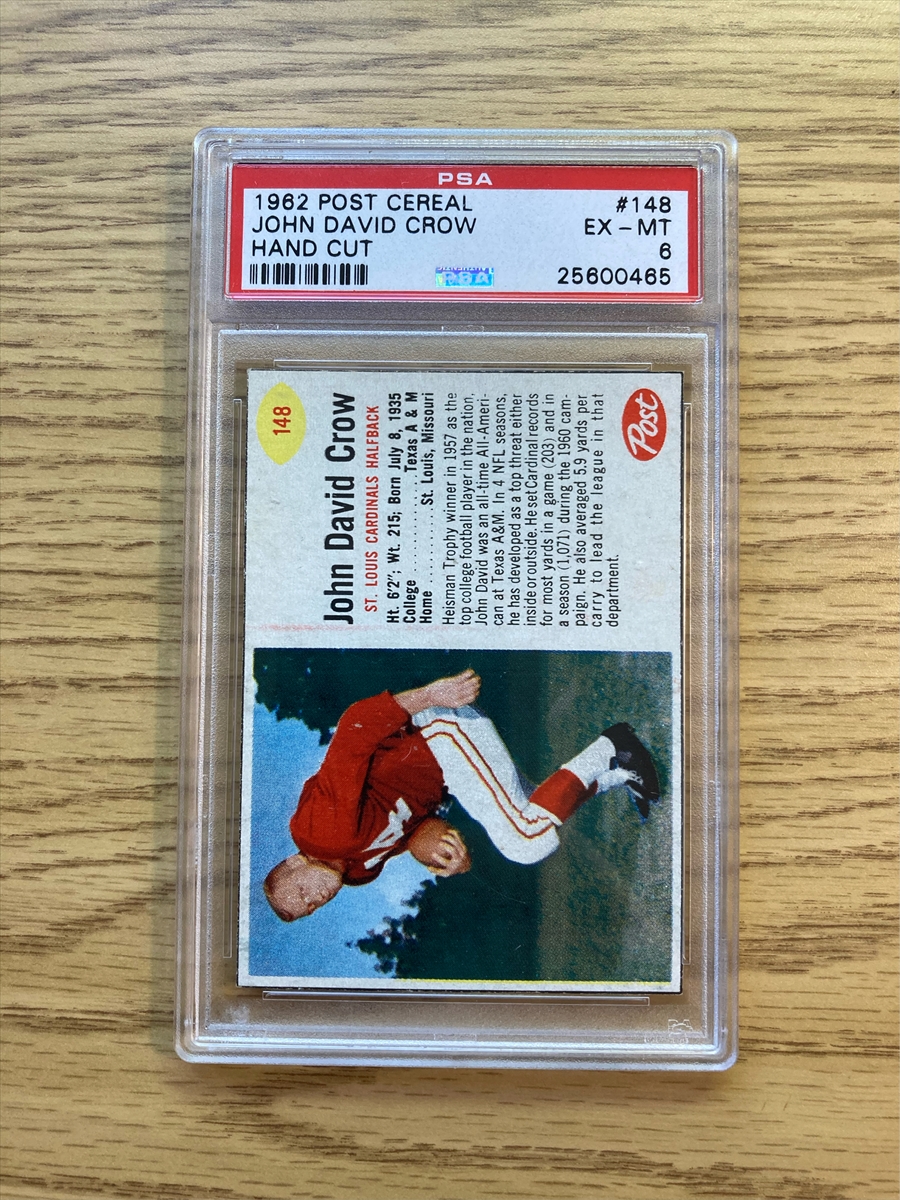 PSA
1962 POST CEREAL #148
JOHN DAVID CROW EX - MT
HAND CUT 6
25600465
148
John David Crow
ST. LOUIS CARDINALS HALFBACK
Ht. 6'2"; Wt. 215; Born July 8, 1935
College ............... Texas A & M
Home .......... St. Louis, Missouri
Heisman Trophy winner in 1957 as the
top college football player in the nation,
John David was an all-time All-Ameri-
can at Texas A&M. In 4 NFL seasons,
he has developed as a top threat either
inside or outside. He set Cardinal records
for most yards in a game (203) and in
a season (1,071) during the 1960 cam-
paign. He also averaged 5.9 yards per
carry to lead the league in that
department.
Post